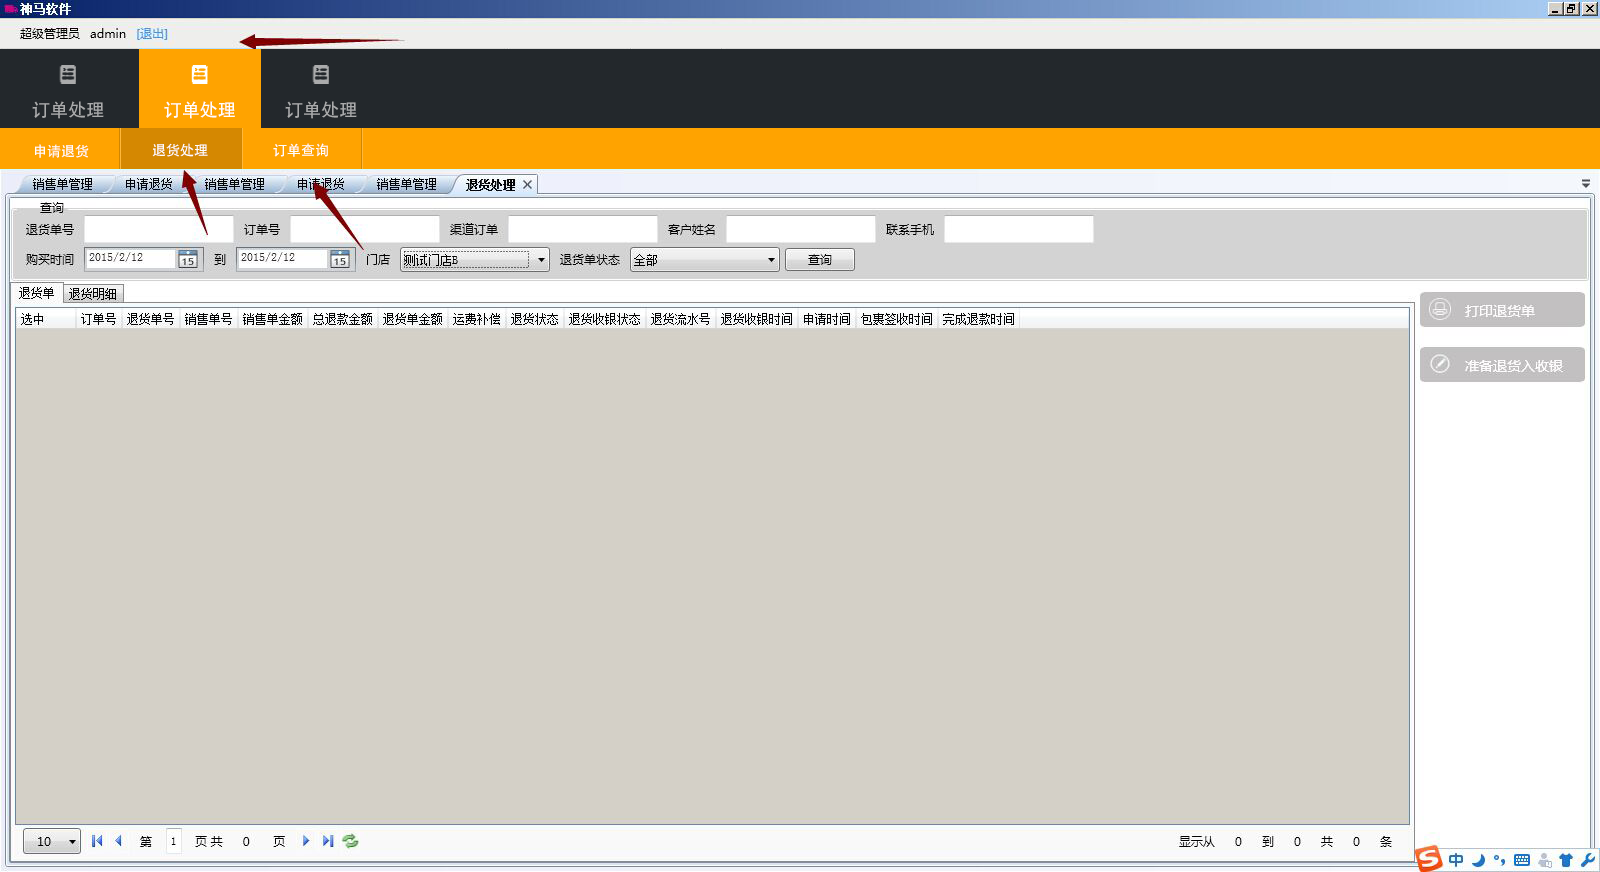 神马软件
超级管理员 admin [退出]
订单处理 订单处理 订单处理
申请退货 退货处理 订单查询
销售单管理 申请退货 销售单管理 申请退货 销售单管理 退货处理
查询
退货单号 订单号 渠道订单 客户姓名 联系手机
购买时间 2015/2/12 15 到 2015/2/12 15 门店 测试门店B 退货单状态 全部 查询
退货单 退货明细
选中 订单号 退货单号 销售单号 销售单金额 总退款金额 退货单金额 运费补偿 退货状态 退货收银状态 退货流水号 退货收银时间 申请时间 包裹签收时间 完成退款时间
打印退货单
准备退货入收银
10 第 1 页 共 0 页 显示从 0 到 0 共 0 条
S 中